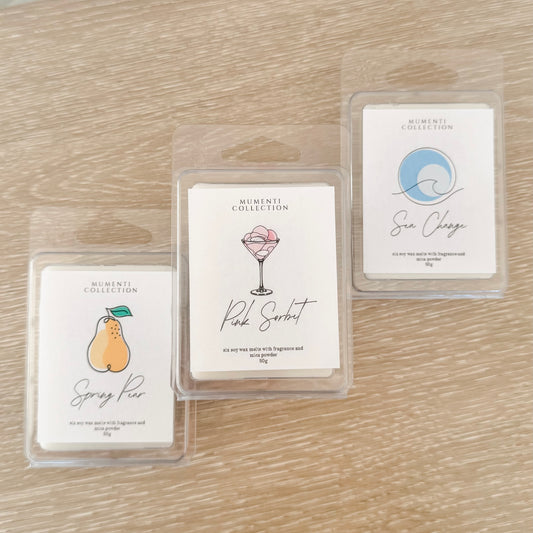 MUMENTI
COLLECTION
Spring Pear
six soy wax melts with fragrance and
mica powder
50g
MUMENTI
COLLECTION
Pink Sorbet
six soy wax melts with fragrance and
mica powder
50g
MUMENTI
COLLECTION
Sea Change
six soy wax melts with fragrance and
mica powder
50g